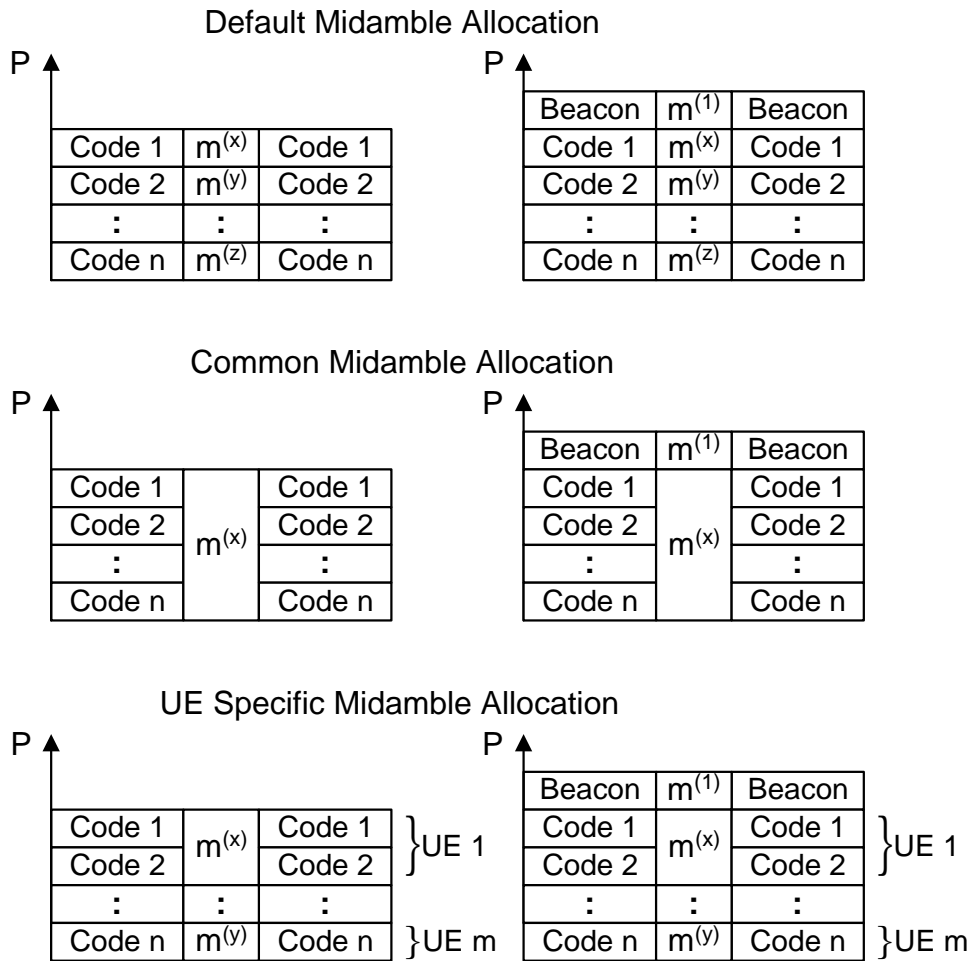 Default Midamble Allocation
P P
Beacon m(1) Beacon
Code 1 m(x) Code 1 Code 1 m(x) Code 1
Code 2 m(y) Code 2 Code 2 m(y) Code 2
: : : : : :
Code n m(z) Code n Code n m(z) Code n
Common Midamble Allocation
P P
Beacon m(1) Beacon
Code 1 Code 1 Code 1 Code 1
Code 2 Code 2 Code 2 Code 2
m(x) m(x)
: : : :
Code n Code n Code n Code n
UE Specific Midamble Allocation
P P
Beacon m(1) Beacon
Code 1 m(x) Code 1 }UE 1 Code 1 m(x) Code 1 }UE 1
Code 2 Code 2 Code 2 Code 2
: : : : : :
Code n m(y) Code n }UE m Code n m(y) Code n }UE m